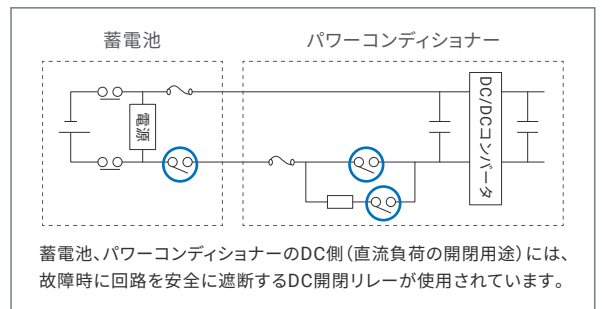 蓄電池
パワーコンディショナー
電源
DC/DCコンバータ
蓄電池、パワーコンディショナーのDC側（直流負荷の開閉用途）には、
故障時に回路を安全に遮断するDC開閉リレーが使用されています。